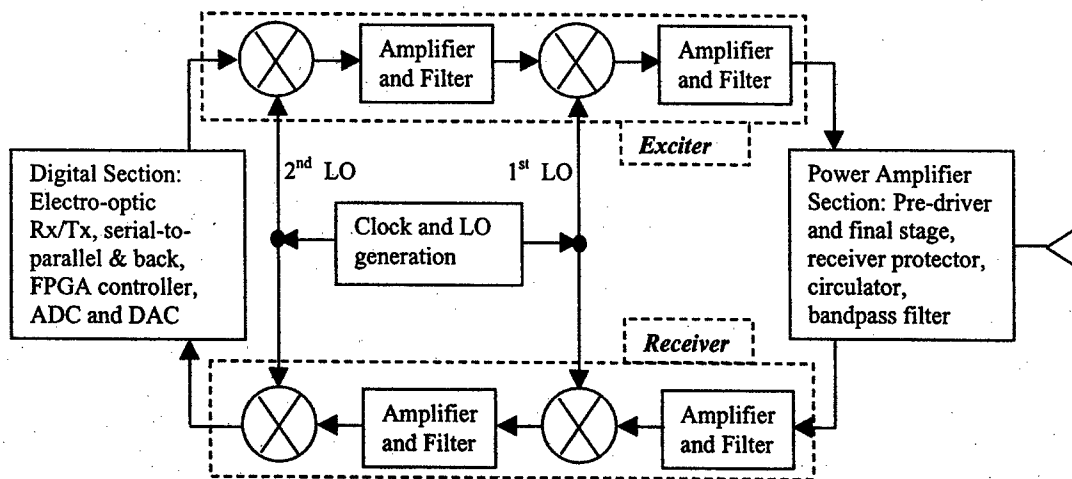 Amplifier
and Filter
Amplifier
and Filter
Exciter
Digital Section:
Electro-optic
Rx/Tx, serial-to-
parallel & back,
FPGA controller,
ADC and DAC
2nd LO
1st LO
Clock and LO
generation
Power Amplifier
Section: Pre-driver
and final stage,
receiver protector,
circulator,
bandpass filter
Receiver
Amplifier
and Filter
Amplifier
and Filter